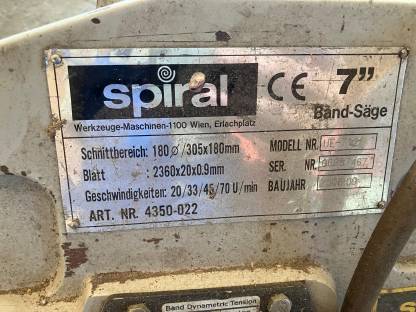 spiral CE 7”
Band-Säge
Werkzeuge-Maschinen-1100 Wien, Erlachplatz
Schnittbereich: 180 ø/305x180mm MODELL NR.
Blatt : 2360x20x0.9mm SER. NR.
Geschwindigkeiten: 20/33/45/70 U/min BAUJAHR
ART. NR. 4350-022
Band Dynametric Tension